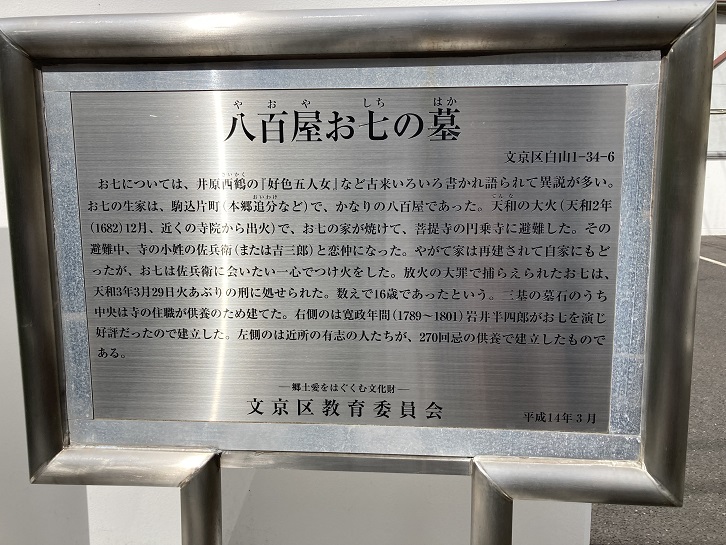 八百屋お七の墓
文京区白山1-34-6
お七については、井原西鶴の『好色五人女』など古来いろいろ書かれ語られて異説が多い。
お七の生家は、駒込片町(本郷追分など)で、かなりの八百屋であった。天和の大火(天和2年
(1682)12月、近くの寺院から出火)で、お七の家が焼けて、菩提寺の円乗寺に避難した。その
避難中、寺の小姓の佐兵衛(または吉三郎)と恋仲になった。やがて家は再建されて自家にもど
ったが、お七は佐兵衛に会いたい一心でつけ火をした。放火の大罪で捕らえられたお七は、
天和3年3月29日火あぶりの刑に処せられた。数えで16歳であったという。三基の墓石のうち
中央は寺の住職が供養のため建てた。右側のは寛政年間(1789〜1801)岩井半四郎がお七を演じ
好評だったので建立した。左側のは近所の有志の人たちが、270回忌の供養で建立したもので
ある。
―郷土愛をはぐくむ文化財―
文京区教育委員会
平成14年3月